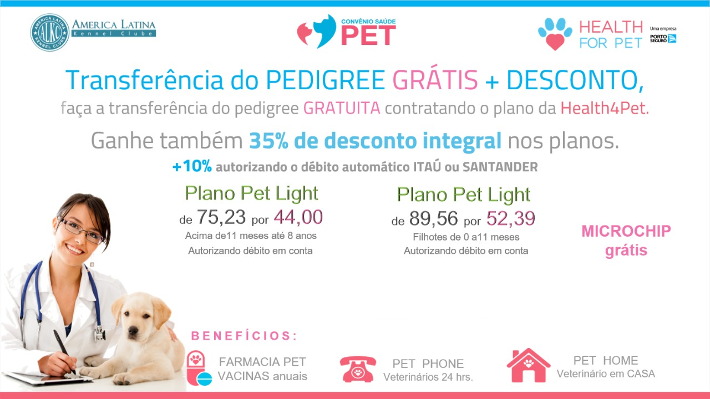 AMERICA LATINA
KENNEL CLUBE
ALKC
America Latina
Kennel Clube
CONVÊNIO SAÚDE
PET
HEALTH
FOR PET
Uma empresa
PORTO
SEGURO
Transferência do PEDIGREE GRÁTIS + DESCONTO,
faça a transferência do pedigree GRATUITA contratando o plano da Health4Pet.
Ganhe também 35% de desconto integral nos planos.
+10% autorizando o débito automático ITAÚ ou SANTANDER
Plano Pet Light
de 75,23 por 44,00
Acima de11 meses até 8 anos
Autorizando débito em conta
Plano Pet Light
de 89,56 por 52,39
Filhotes de 0 a11 meses
Autorizando débito em conta
MICROCHIP
grátis
BENEFÍCIOS:
FARMACIA PET
VACINAS anuais
PET PHONE
Veterinários 24 hrs.
PET HOME
Veterinário em CASA